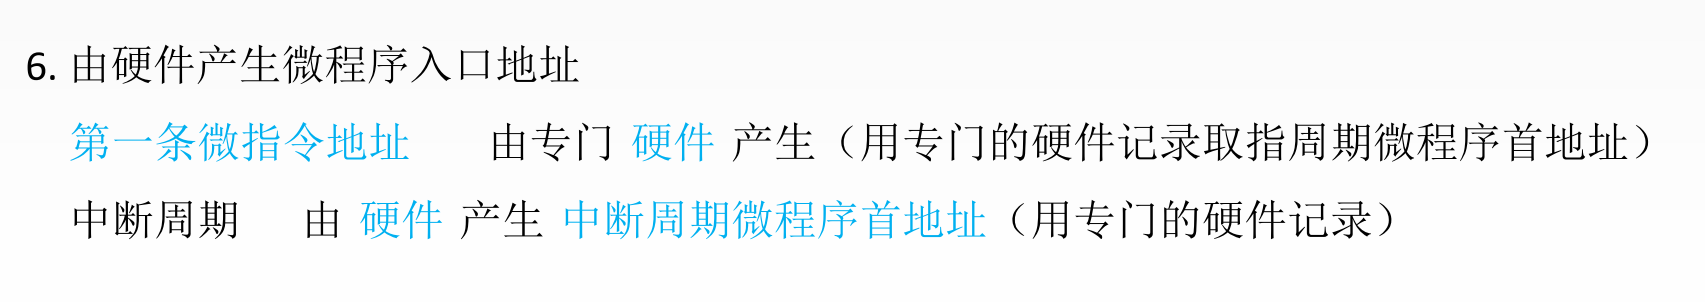 6. 由硬件产生微程序入口地址
第一条微指令地址 由专门 硬件 产生（用专门的硬件记录取指周期微程序首地址）
中断周期 由 硬件 产生 中断周期微程序首地址（用专门的硬件记录）